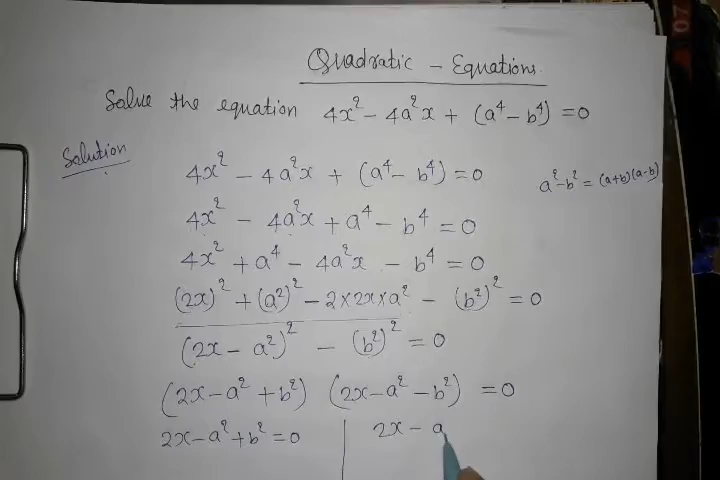 Quadratic - Equations.
Solve the equation 4x² - 4a²x + (a⁴ - b⁴) = 0
Solution
4x² - 4a²x + (a⁴ - b⁴) = 0
a² - b² = (a+b)(a-b)
4x² - 4a²x + a⁴ - b⁴ = 0
4x² + a⁴ - 4a²x - b⁴ = 0
(2x)² + (a²)² - 2×2x×a² - (b²)² = 0
(2x - a²)² - (b²)² = 0
(2x - a² + b²) (2x - a² - b²) = 0
2x - a² + b² = 0 | 2x - a
07